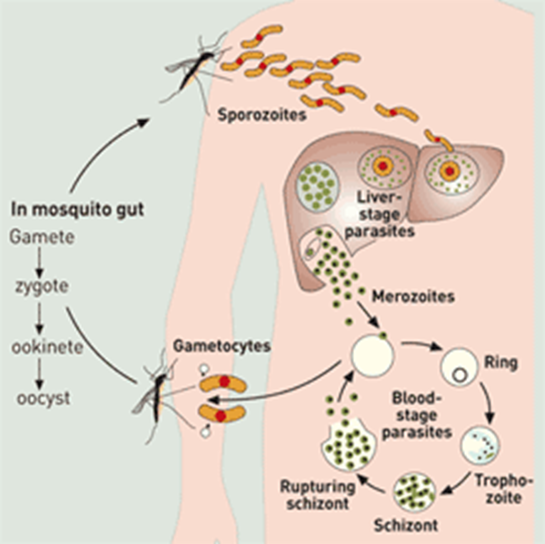 Sporozoites
Liver-
stage
parasites
Merozoites
In mosquito gut
Gamete
zygote
ookinete
oocyst
Gametocytes
Ring
Blood-
stage
parasites
Tropho-
zoite
Rupturing
schizont
Schizont